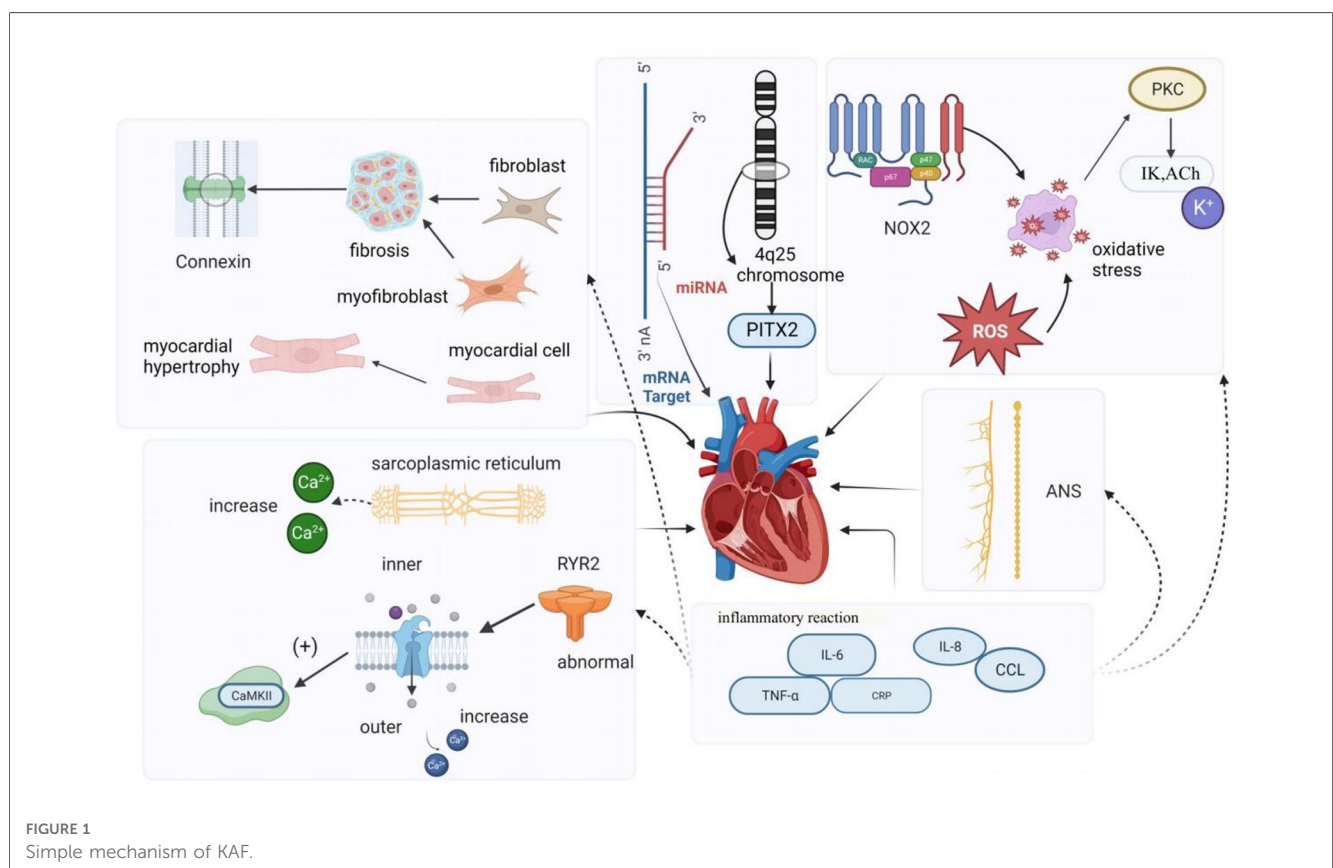 Connexin
fibrosis
fibroblast
myofibroblast
myocardial
hypertrophy
myocardial cell
5'
3'
5'
3' nA
miRNA
mRNA
Target
4q25
chromosome
PITX2
RAC
p67
p47
p40
NOX2
PKC
IK,ACh
K+
oxidative
stress
ROS
ANS
sarcoplasmic reticulum
Ca2+
increase
Ca2+
inner
RYR2
abnormal
(+)
CaMKII
outer
increase
Ca2+
Ca2+
inflammatory reaction
IL-6
IL-8
CCL
TNF-α
CRP
FIGURE 1
Simple mechanism of KAF.